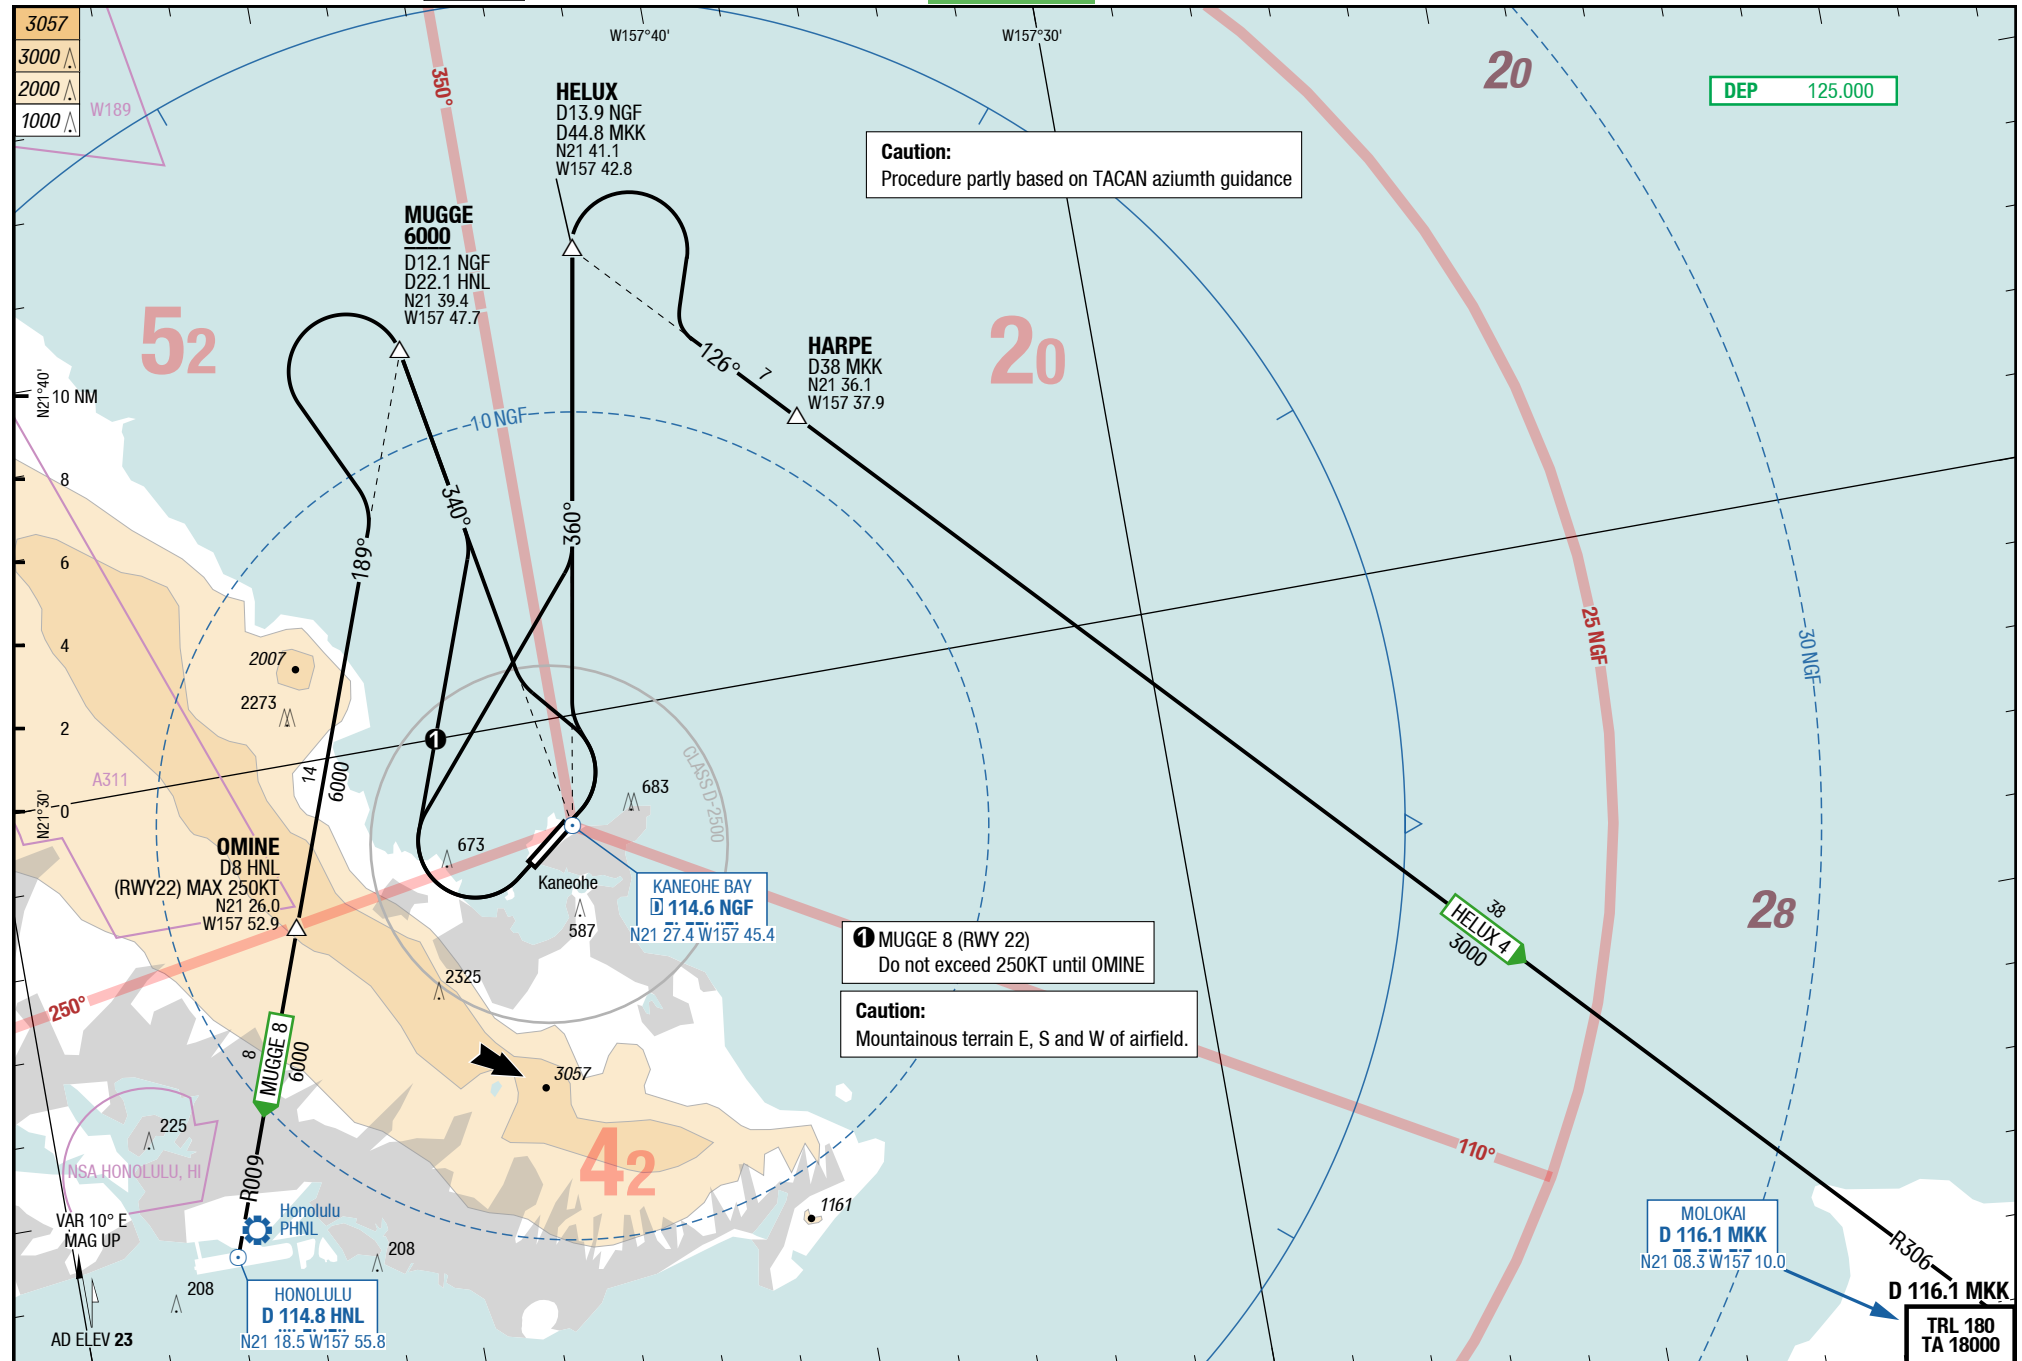 3057
3000
2000
1000
W189
350°
W157°40'
W157°30'
20
DEP 125.000
HELUX
D13.9 NGF
D44.8 MKK
N21 41.1
W157 42.8
Caution:
Procedure partly based on TACAN aziumth guidance
MUGGE
6000
D12.1 NGF
D22.1 HNL
N21 39.4
W157 47.7
52
20
HARPE
D38 MKK
N21 36.1
W157 37.9
126°
7
N21°40'
10 NM
10 NGF
8
340°
360°
189°
6
4
2
0
2007
2273
25 NGF
30 NGF
1
14
6000
A311
N21°30'
CLASS D-2500
683
673
OMINE
D8 HNL
(RWY22) MAX 250KT
N21 26.0
W157 52.9
Kaneohe
KANEOHE BAY
D 114.6 NGF
N21 27.4 W157 45.4
587
28
38
HELUX 4
3000
1 MUGGE 8 (RWY 22)
Do not exceed 250KT until OMINE
2325
250°
Caution:
Mountainous terrain E, S and W of airfield.
8
MUGGE 8
6000
3057
225
42
110°
NSA HONOLULU, HI
R009
1161
Honolulu
PHNL
VAR 10° E
MAG UP
208
208
MOLOKAI
D 116.1 MKK
N21 08.3 W157 10.0
R306
D 116.1 MKK
HONOLULU
D 114.8 HNL
N21 18.5 W157 55.8
AD ELEV 23
TRL 180
TA 18000